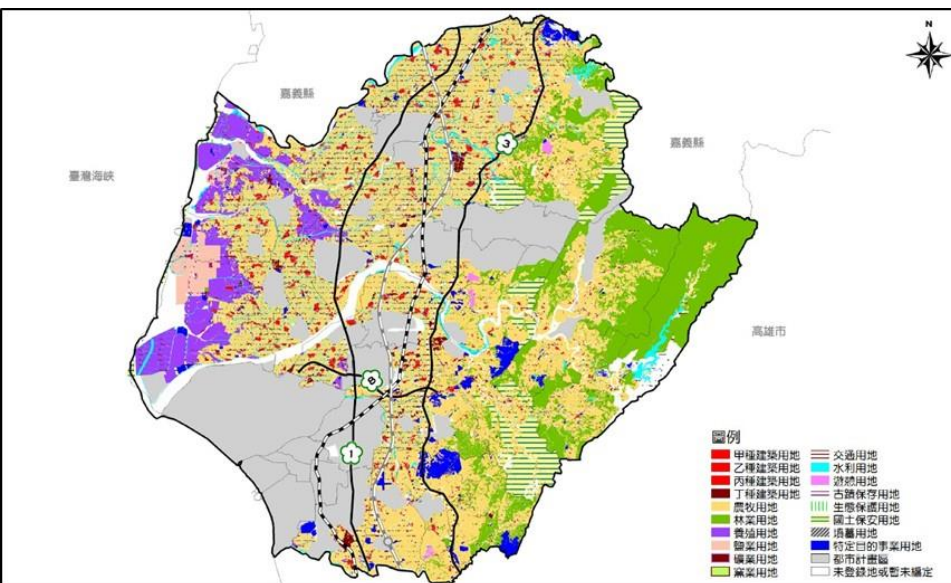 N
嘉義縣
3
嘉義縣
臺灣海峽
高雄市
8
1
圖例
甲種建築用地
乙種建築用地
丙種建築用地
丁種建築用地
農牧用地
林業用地
養殖用地
鹽業用地
礦業用地
窯業用地
交通用地
水利用地
遊憩用地
古蹟保存用地
生態保護用地
國土保安用地
墳墓用地
特定目的事業用地
都市計畫區
未登錄地或暫未編定